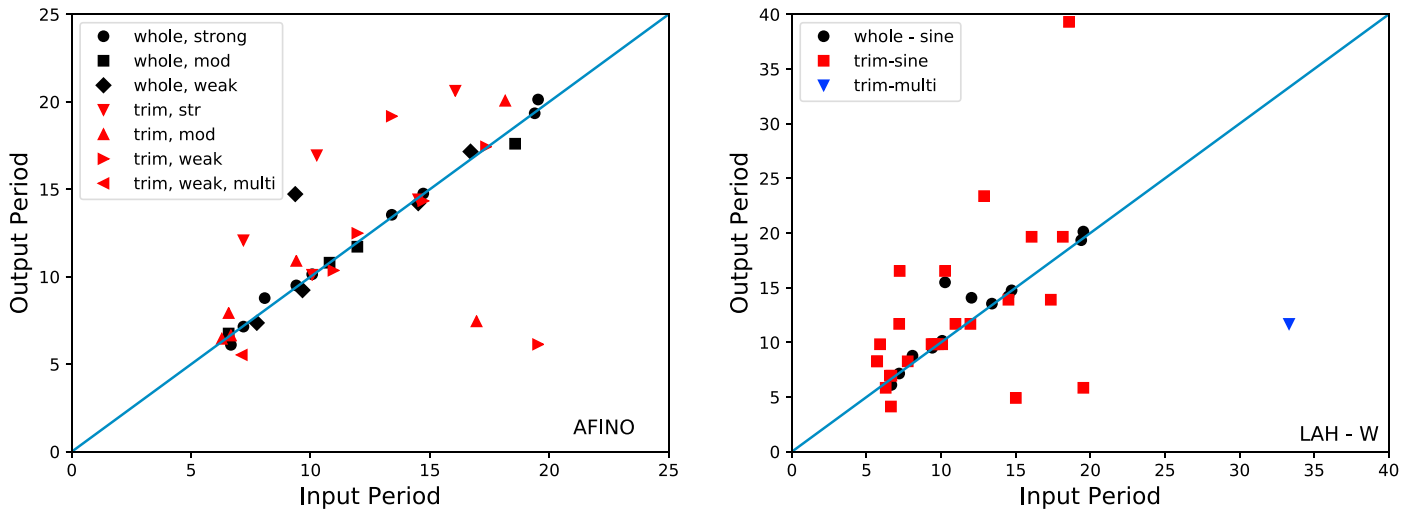 25
20
15
10
5
0
Output Period
whole, strong
whole, mod
whole, weak
trim, str
trim, mod
trim, weak
trim, weak, multi
AFINO
0 5 10 15 20 25
Input Period
40
35
30
25
20
15
10
5
0
Output Period
whole - sine
trim-sine
trim-multi
LAH - W
0 5 10 15 20 25 30 35 40
Input Period